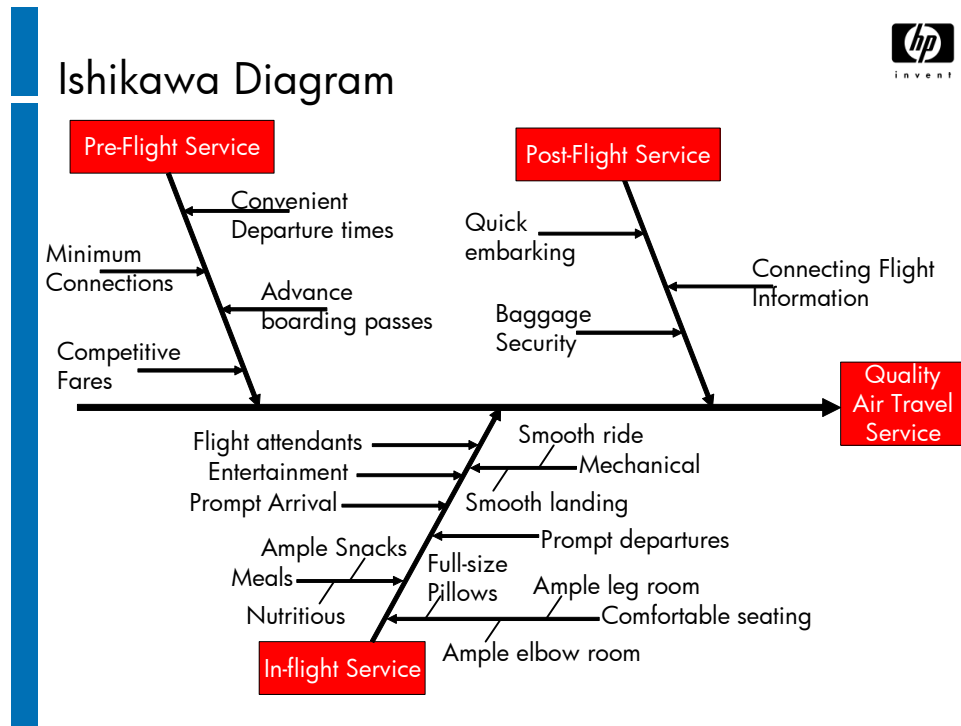 hp
invent
Ishikawa Diagram
Pre-Flight Service
Post-Flight Service
Convenient
Departure times
Minimum
Connections
Advance
boarding passes
Competitive
Fares
Quick
embarking
Connecting Flight
Information
Baggage
Security
Quality
Air Travel
Service
Flight attendants
Entertainment
Prompt Arrival
Smooth ride
Mechanical
Smooth landing
Prompt departures
Ample Snacks
Meals
Nutritious
Full-size
Pillows
Ample leg room
Comfortable seating
Ample elbow room
In-flight Service